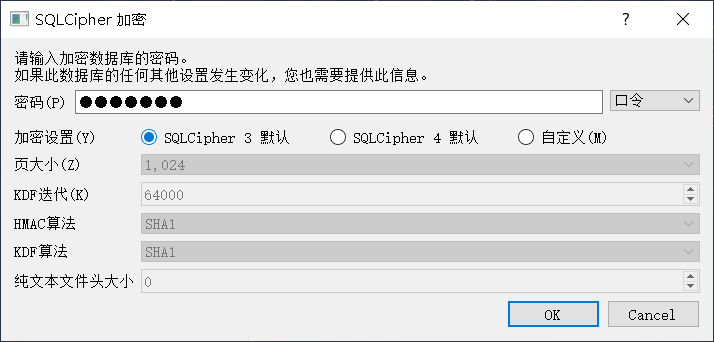 SQLCipher 加密
请输入加密数据库的密码。
如果此数据库的任何其他设置发生变化，您也需要提供此信息。
密码(P) ●●●●●●● 口令
加密设置(Y) SQLCipher 3 默认 SQLCipher 4 默认 自定义(M)
页大小(Z) 1,024
KDF迭代(K) 64000
HMAC算法 SHA1
KDF算法 SHA1
纯文本文件头大小 0
OK Cancel